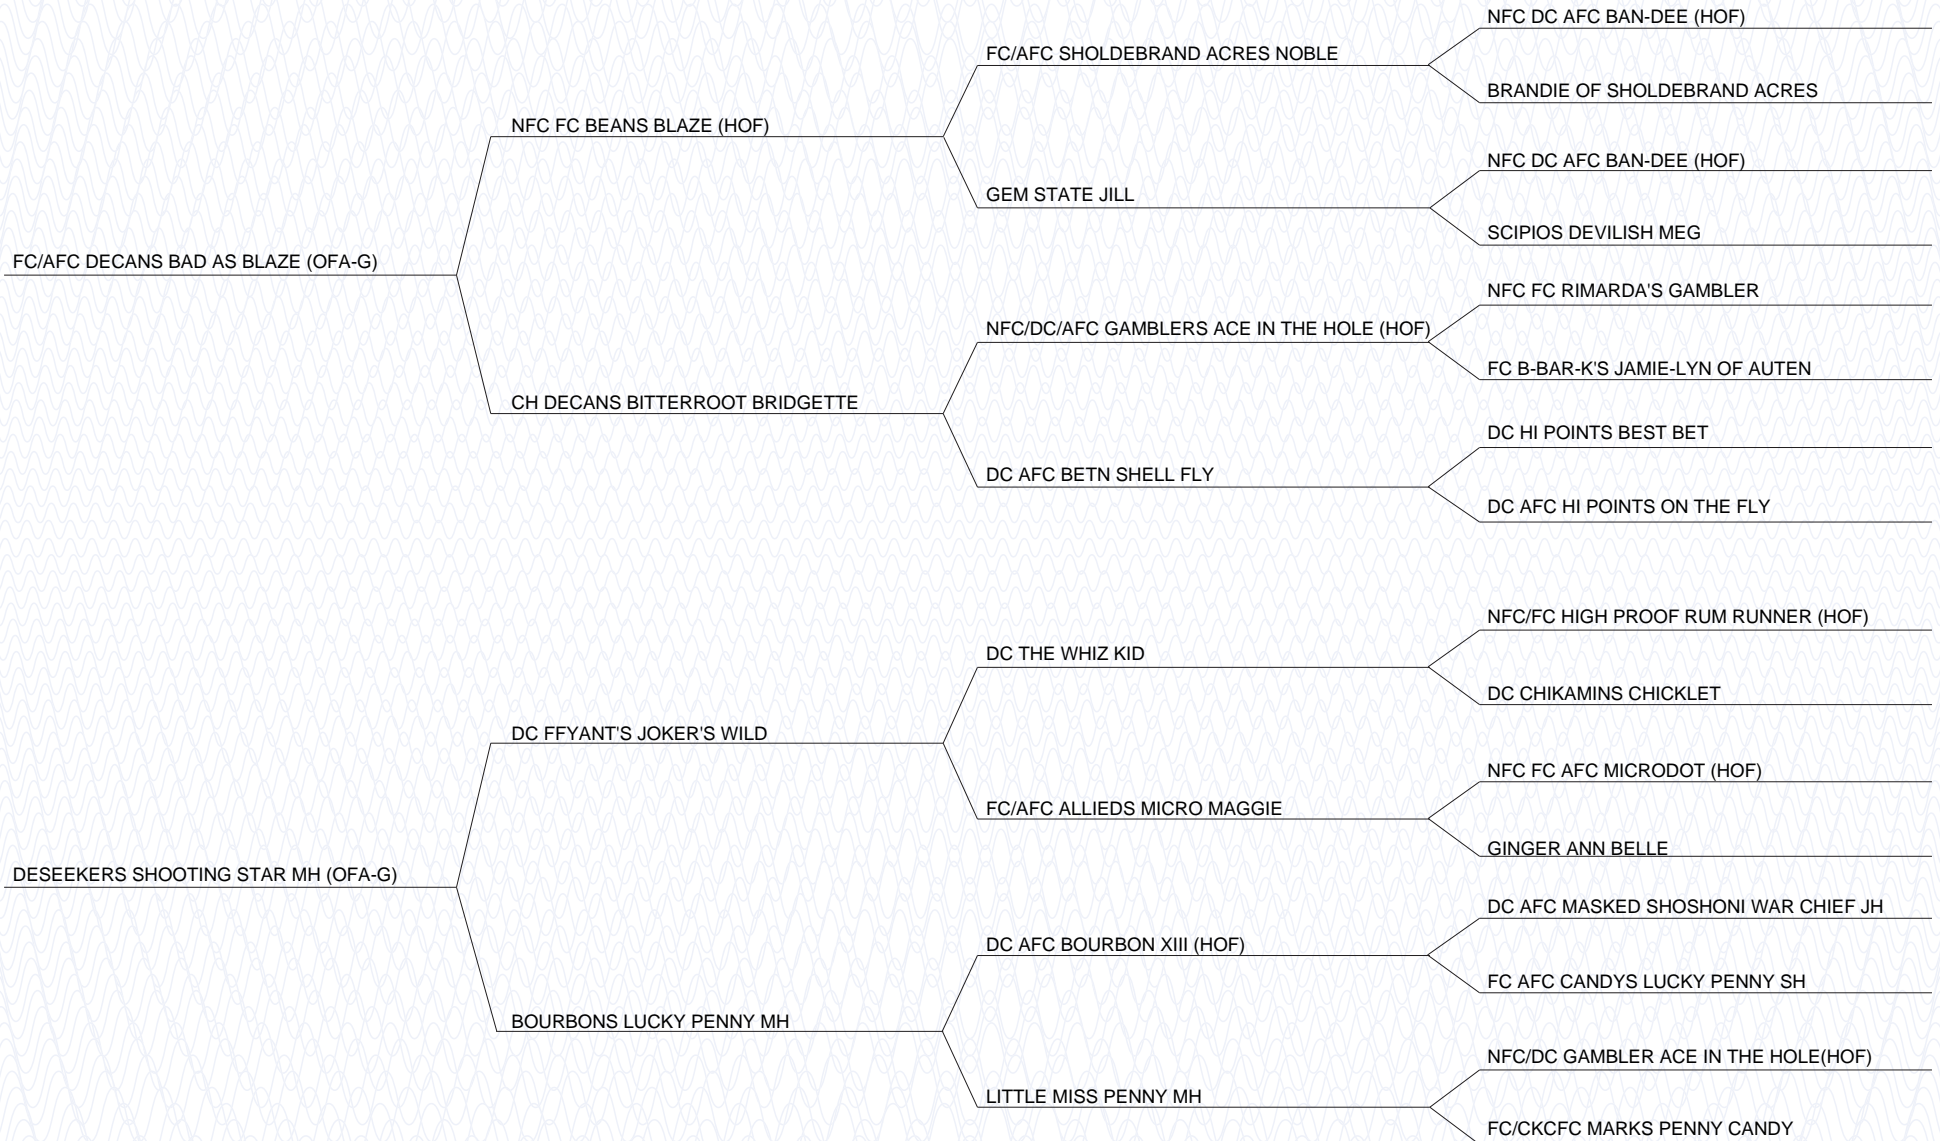 NFC DC AFC BAN-DEE (HOF)
FC/AFC SHOLDEBRAND ACRES NOBLE
BRANDIE OF SHOLDEBRAND ACRES
NFC FC BEANS BLAZE (HOF)
NFC DC AFC BAN-DEE (HOF)
GEM STATE JILL
SCIPIOS DEVILISH MEG
FC/AFC DECANS BAD AS BLAZE (OFA-G)
NFC FC RIMARDA'S GAMBLER
NFC/DC/AFC GAMBLERS ACE IN THE HOLE (HOF)
FC B-BAR-K'S JAMIE-LYN OF AUTEN
CH DECANS BITTERROOT BRIDGETTE
DC HI POINTS BEST BET
DC AFC BETN SHELL FLY
DC AFC HI POINTS ON THE FLY
NFC/FC HIGH PROOF RUM RUNNER (HOF)
DC THE WHIZ KID
DC CHIKAMINS CHICKLET
DC FFYANT'S JOKER'S WILD
NFC FC AFC MICRODOT (HOF)
FC/AFC ALLIEDS MICRO MAGGIE
GINGER ANN BELLE
DESEEKERS SHOOTING STAR MH (OFA-G)
DC AFC MASKED SHOSHONI WAR CHIEF JH
DC AFC BOURBON XIII (HOF)
FC AFC CANDYS LUCKY PENNY SH
BOURBONS LUCKY PENNY MH
NFC/DC GAMBLER ACE IN THE HOLE(HOF)
LITTLE MISS PENNY MH
FC/CKCFC MARKS PENNY CANDY